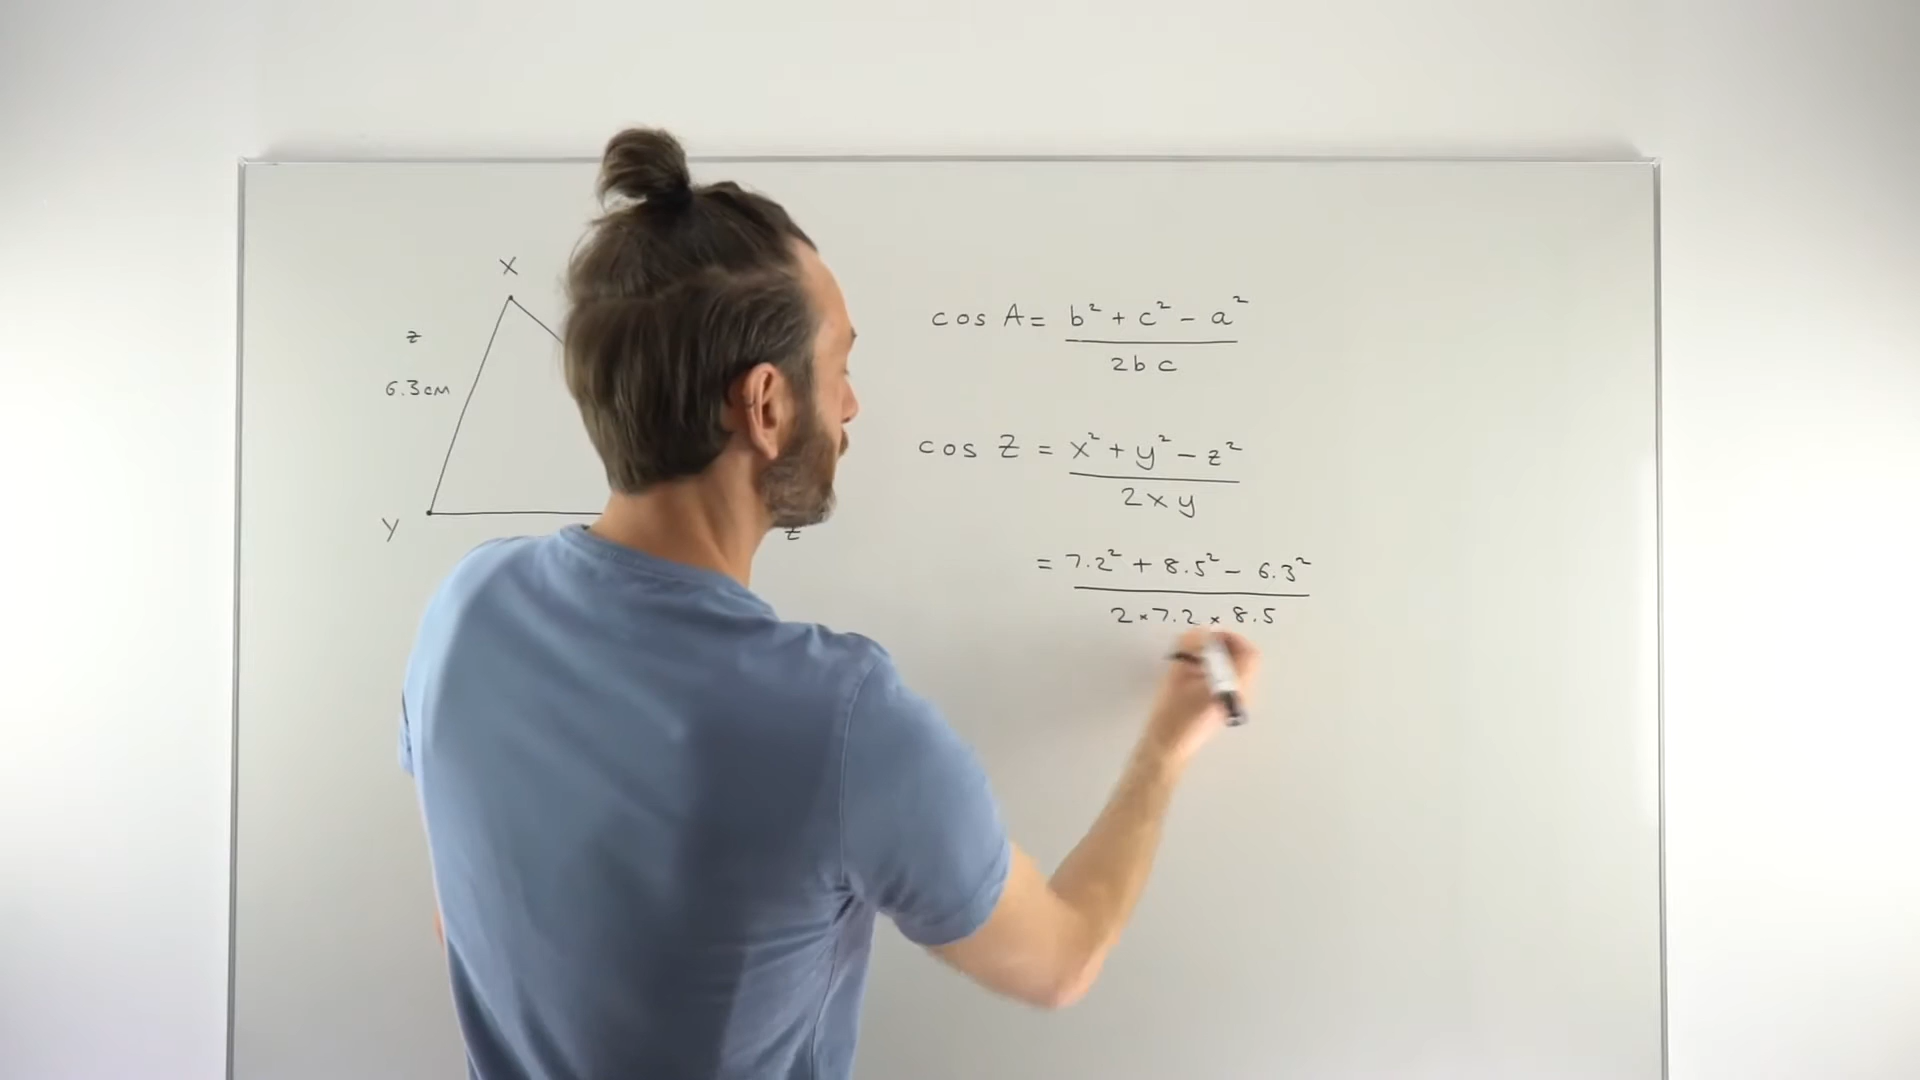 X
z
6.3cm
Y
Z
cos A = b² + c² - a²
2bc
cos Z = x² + y² - z²
2xy
= 7.2² + 8.5² - 6.3²
2 × 7.2 × 8.5